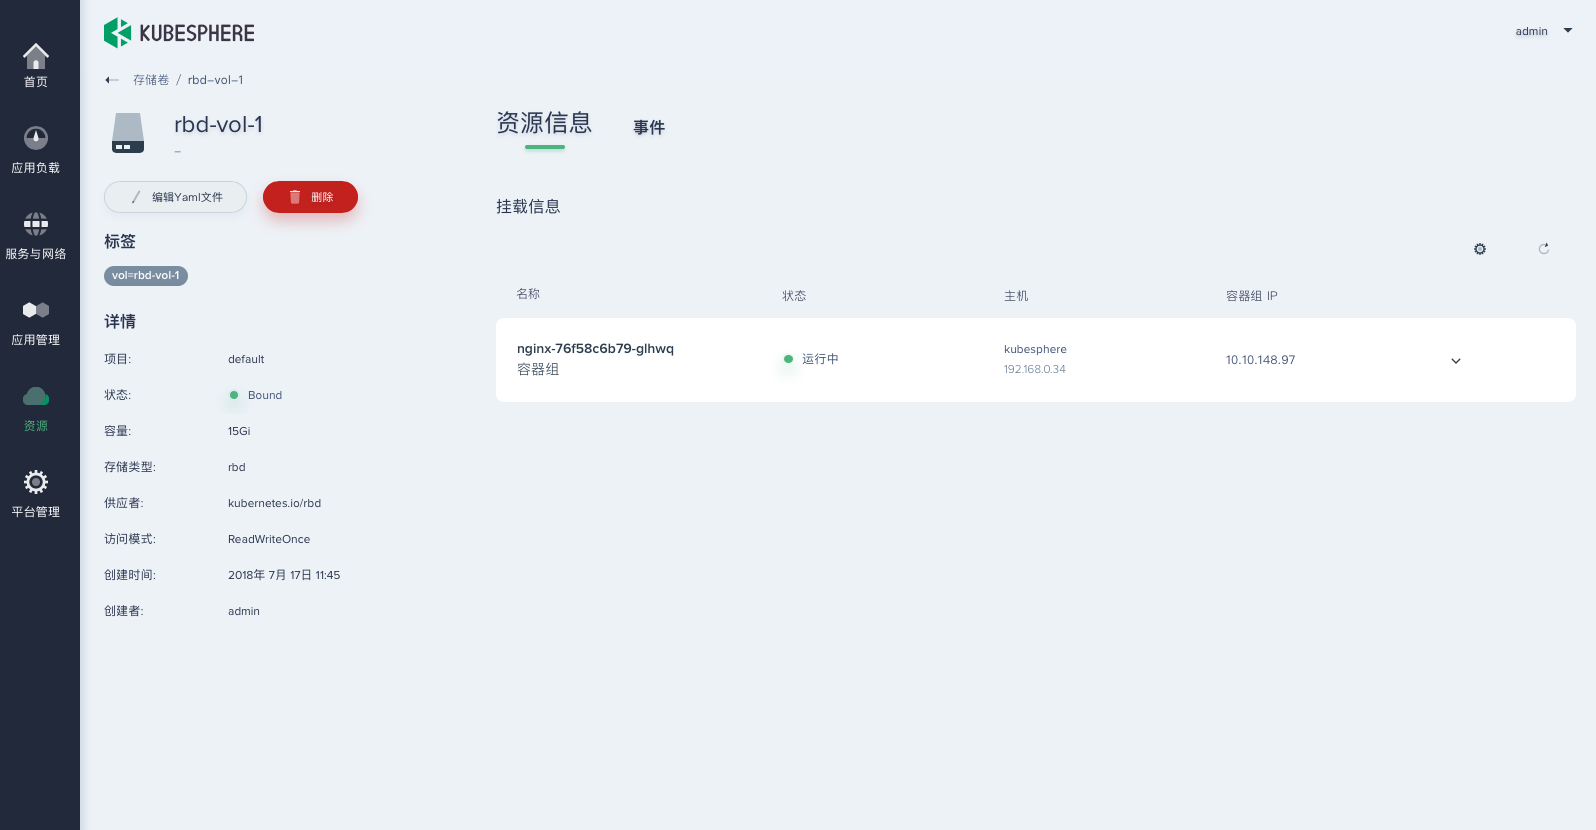 KUBESPHERE
admin
首页
应用负载
服务与网络
应用管理
资源
平台管理
存储卷 / rbd-vol-1
rbd-vol-1
-
编辑Yaml文件
删除
标签
vol=rbd-vol-1
详情
项目: default
状态: Bound
容量: 15Gi
存储类型: rbd
供应者: kubernetes.io/rbd
访问模式: ReadWriteOnce
创建时间: 2018年 7月 17日 11:45
创建者: admin
资源信息 事件
挂载信息
名称 状态 主机 容器组 IP
nginx-76f58c6b79-glhwq
容器组
运行中
kubesphere
192.168.0.34
10.10.148.97